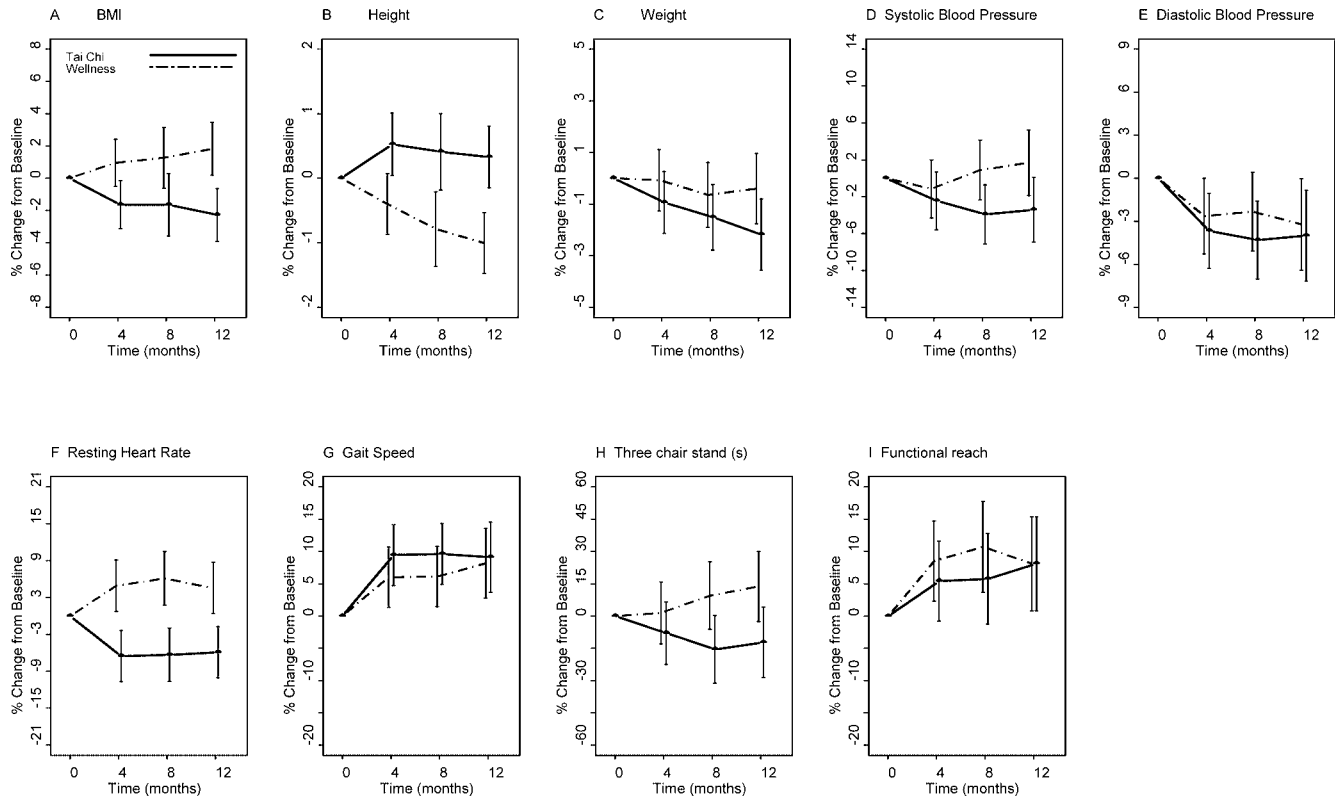 A BMI
B Height
C Weight
D Systolic Blood Pressure
E Diastolic Blood Pressure
Tai Chi
Wellness
% Change from Baseline
8
6
4
2
0
-2
-4
-6
-8
0 4 8 12
Time (months)
% Change from Baseline
2
1
0
-1
-2
0 4 8 12
Time (months)
% Change from Baseline
5
3
1
-1
-3
-5
0 4 8 12
Time (months)
% Change from Baseline
14
10
6
2
-2
-6
-10
-14
0 4 8 12
Time (months)
% Change from Baseline
9
6
3
0
-3
-6
-9
0 4 8 12
Time (months)
F Resting Heart Rate
G Gait Speed
H Three chair stand (s)
I Functional reach
% Change from Baseline
21
15
9
3
-3
-9
-15
-21
0 4 8 12
Time (months)
% Change from Baseline
20
15
10
5
0
-10
-20
0 4 8 12
Time (months)
% Change from Baseline
60
45
30
15
0
-30
-60
0 4 8 12
Time (months)
% Change from Baseline
20
15
10
5
0
-10
-20
0 4 8 12
Time (months)